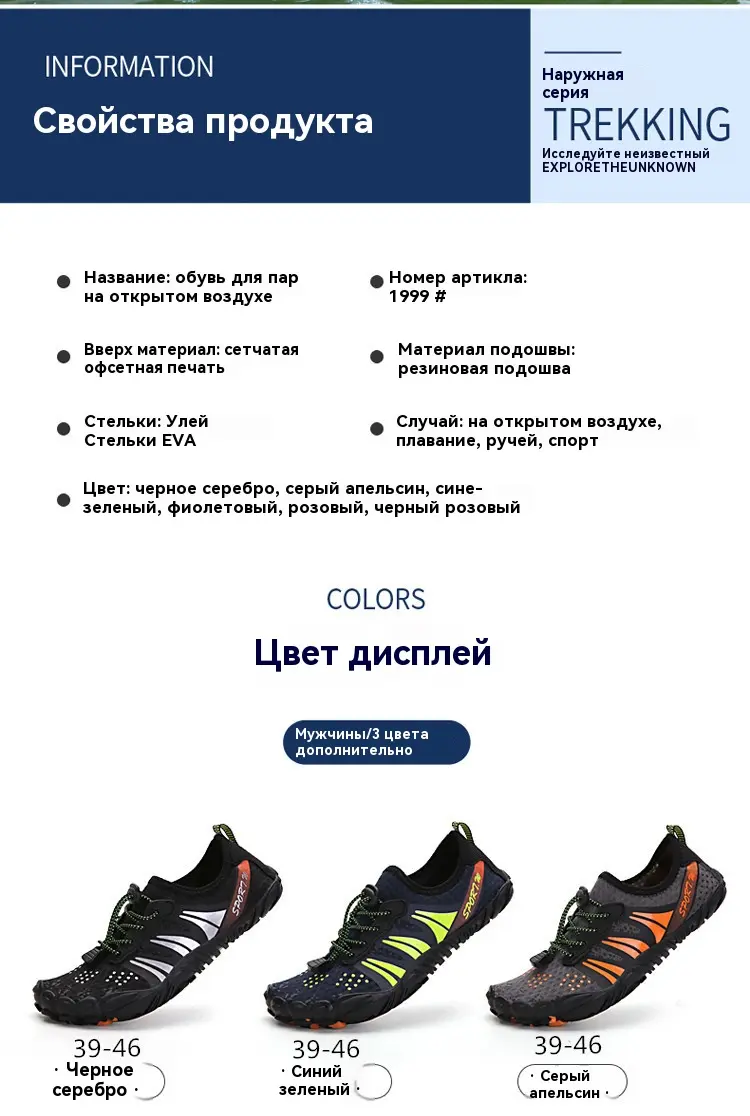 INFORMATION
Свойства продукта
Наружная
серия
TREKKING
Исследуйте неизвестный
EXPLORETHEUNKNOWN
Название: обувь для пар
на открытом воздухе
Номер артикла:
1999 #
Вверх материал: сетчатая
офсетная печать
Материал подошвы:
резиновая подошва
Стельки: Улей
Стельки EVA
Случай: на открытом воздухе,
плавание, ручей, спорт
Цвет: черное серебро, серый апельсин, сине-
зеленый, фиолетовый, розовый, черный розовый
COLORS
Цвет дисплей
Мужчины/3 цвета
дополнительно
SPORT
SPORT
SPORT
39-46
· Черное
серебро ·
39-46
· Синий
зеленый ·
39-46
· Серый
апельсин ·